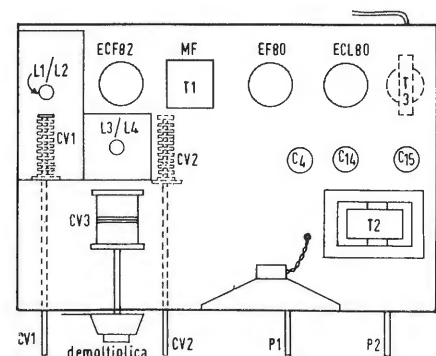 ECF82 MF EF80 ECL80
L1/L2
T1
T3
L3/L4
CV1
CV2
C4 C14 C15
CV3
T2
CV1 demoltiplica CV2 P1 P2